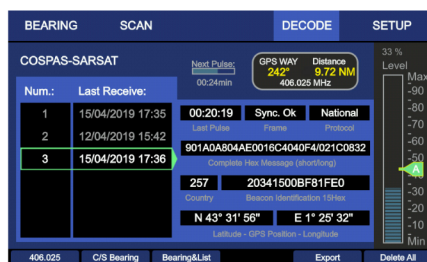 BEARING SCAN DECODE SETUP
COSPAS-SARSAT
Next Pulse:
00:24min
GPS WAY Distance
242° 9.72 NM
406.025 MHz
33 %
Level
Max
Num.: Last Receive:
1 15/04/2019 17:35
2 12/04/2019 15:42
3 15/04/2019 17:36
00:20:19 Sync. Ok National
Last Pulse Frame Protocol
901A0A804AE0016C4040F4/021C0832
Complete Hex Message (short/long)
257 20341500BF81FE0
Country Beacon Identification 15Hex
N 43° 31' 56" E 1° 25' 32"
Latitude - GPS Position - Longitude
-90
-80
-70
-60
-50
A
-30
-20
-10
Min
406.025 C/S Bearing Bearing&List Export Delete All